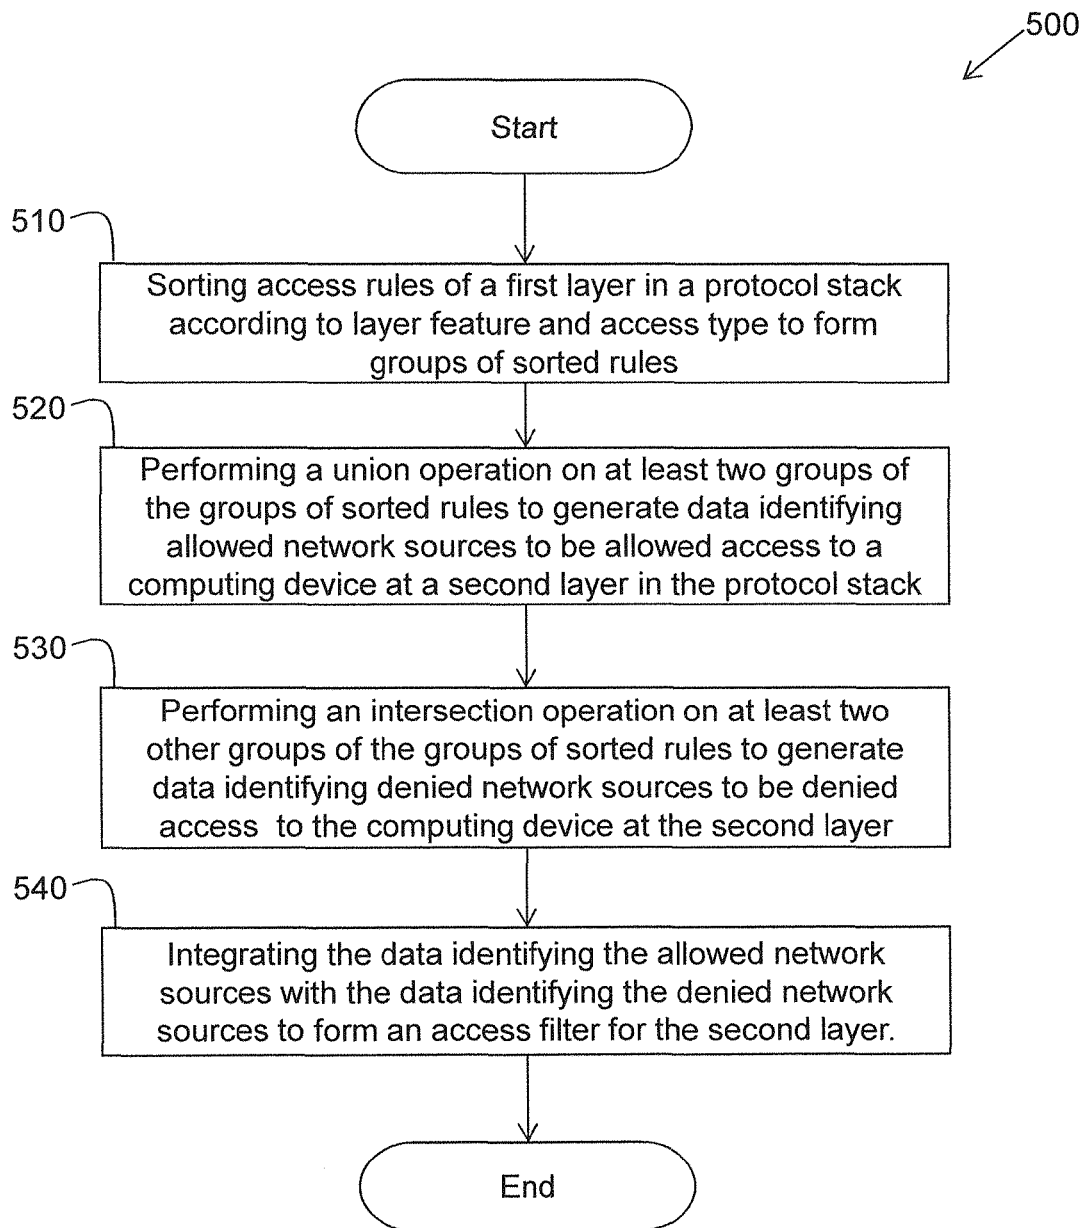 500
Start
510
Sorting access rules of a first layer in a protocol stack
according to layer feature and access type to form
groups of sorted rules
520
Performing a union operation on at least two groups of
the groups of sorted rules to generate data identifying
allowed network sources to be allowed access to a
computing device at a second layer in the protocol stack
530
Performing an intersection operation on at least two
other groups of the groups of sorted rules to generate
data identifying denied network sources to be denied
access to the computing device at the second layer
540
Integrating the data identifying the allowed network
sources with the data identifying the denied network
sources to form an access filter for the second layer.
End